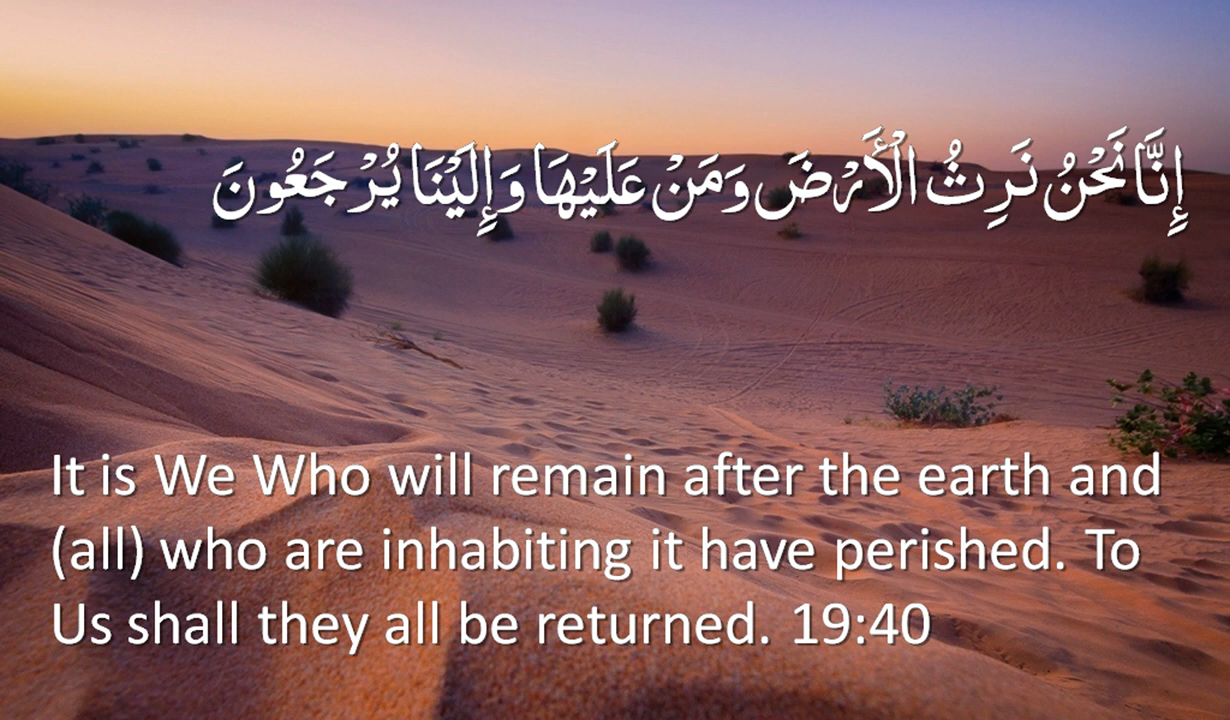 إِنَّا نَحْنُ نَرِثُ الْأَرْضَ وَمَنْ عَلَيْهَا وَإِلَيْنَا يُرْجَعُونَ
It is We Who will remain after the earth and
(all) who are inhabiting it have perished. To
Us shall they all be returned. 19:40